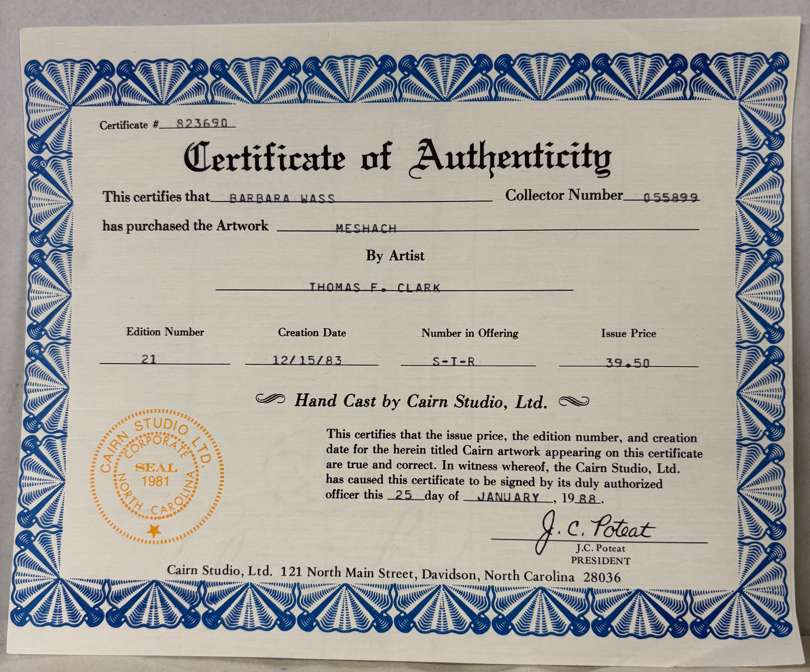 Certificate # 823690
Certificate of Authenticity
This certifies that BARBARA WASS Collector Number 055899
has purchased the Artwork MESHACH
By Artist
THOMAS F. CLARK
Edition Number Creation Date Number in Offering Issue Price
21 12/15/83 S-T-R 39.50
Hand Cast by Cairn Studio, Ltd.
This certifies that the issue price, the edition number, and creation
date for the herein titled Cairn artwork appearing on this certificate
are true and correct. In witness whereof, the Cairn Studio, Ltd.
has caused this certificate to be signed by its duly authorized
officer this 25 day of JANUARY, 1988.
CAIRN STUDIO LTD.
CORPORATE
SEAL
1981
NORTH CAROLINA
J. C. Poteat
J.C. Poteat
PRESIDENT
Cairn Studio, Ltd. 121 North Main Street, Davidson, North Carolina 28036